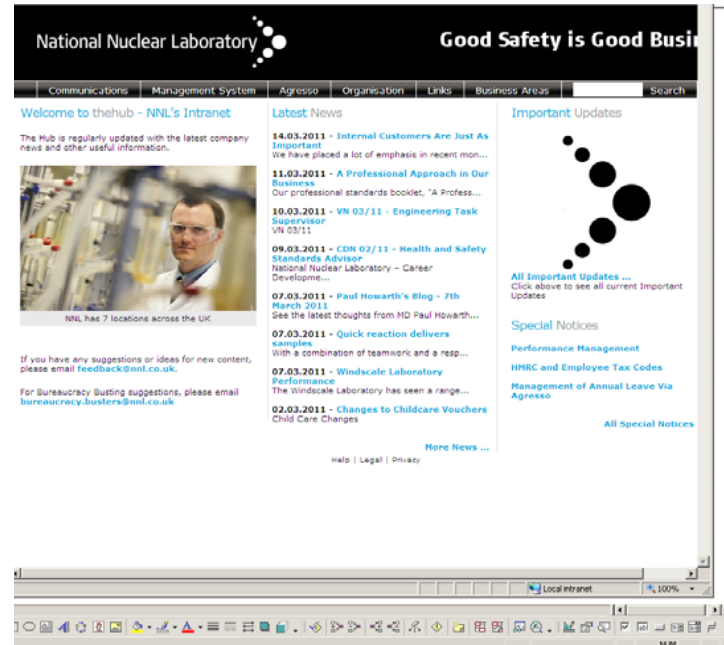 National Nuclear Laboratory
Good Safety is Good Busi
Communications Management System Agresso Organisation Links Business Areas Search
Welcome to thehub - NNL's Intranet
The Hub is regularly updated with the latest company
news and other useful information.
NNL has 7 locations across the UK
If you have any suggestions or ideas for new content,
please email feedback@nnl.co.uk.
For Bureaucracy Busting suggestions, please email
bureaucracy.busters@nnl.co.uk
Latest News
14.03.2011 - Internal Customers Are Just As
Important
We have placed a lot of emphasis in recent mon...
11.03.2011 - A Professional Approach in Our
Business
Our professional standards booklet, "A Profess...
10.03.2011 - VN 03/11 - Engineering Task
Supervisor
VN 03/11
09.03.2011 - CDN 02/11 - Health and Safety
Standards Advisor
National Nuclear Laboratory – Career
Developme...
07.03.2011 - Paul Howarth's Blog - 7th
March 2011
See the latest thoughts from MD Paul Howarth...
07.03.2011 - Quick reaction delivers
samples
With a combination of teamwork and a resp...
07.03.2011 - Windscale Laboratory
Performance
The Windscale Laboratory has seen a range...
02.03.2011 - Changes to Childcare Vouchers
Child Care Changes
More News ...
Important Updates
All Important Updates ...
Click above to see all current Important
Updates
Special Notices
Performance Management
HMRC and Employee Tax Codes
Management of Annual Leave Via
Agresso
All Special Notices
Help | Legal | Privacy
Local intranet
100%